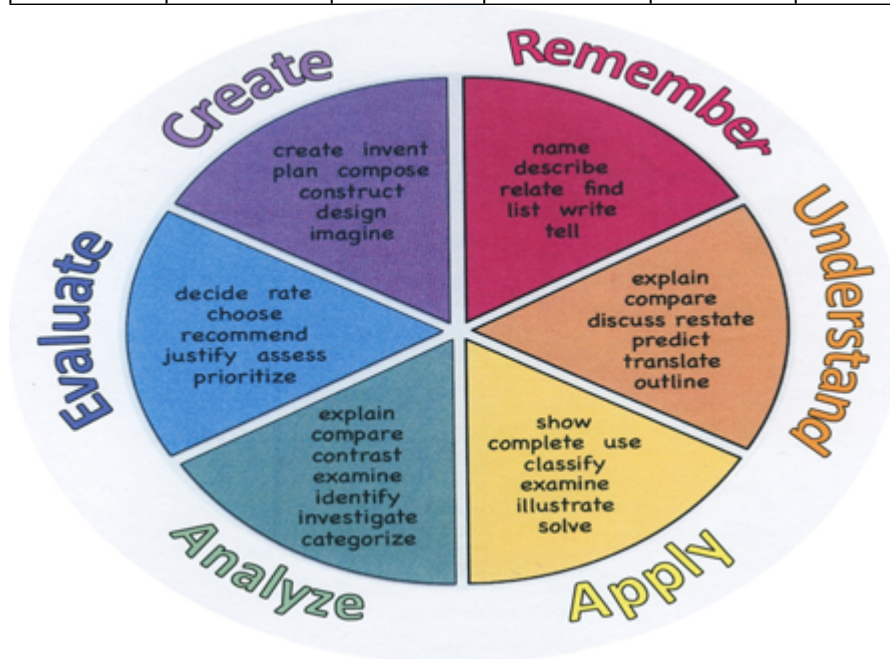 Remember
name
describe
relate find
list write
tell
Understand
explain
compare
discuss restate
predict
translate
outline
Apply
show
complete use
classify
examine
illustrate
solve
Analyze
explain
compare
contrast
examine
identify
investigate
categorize
Evaluate
decide rate
choose
recommend
justify assess
prioritize
Create
create invent
plan compose
construct
design
imagine